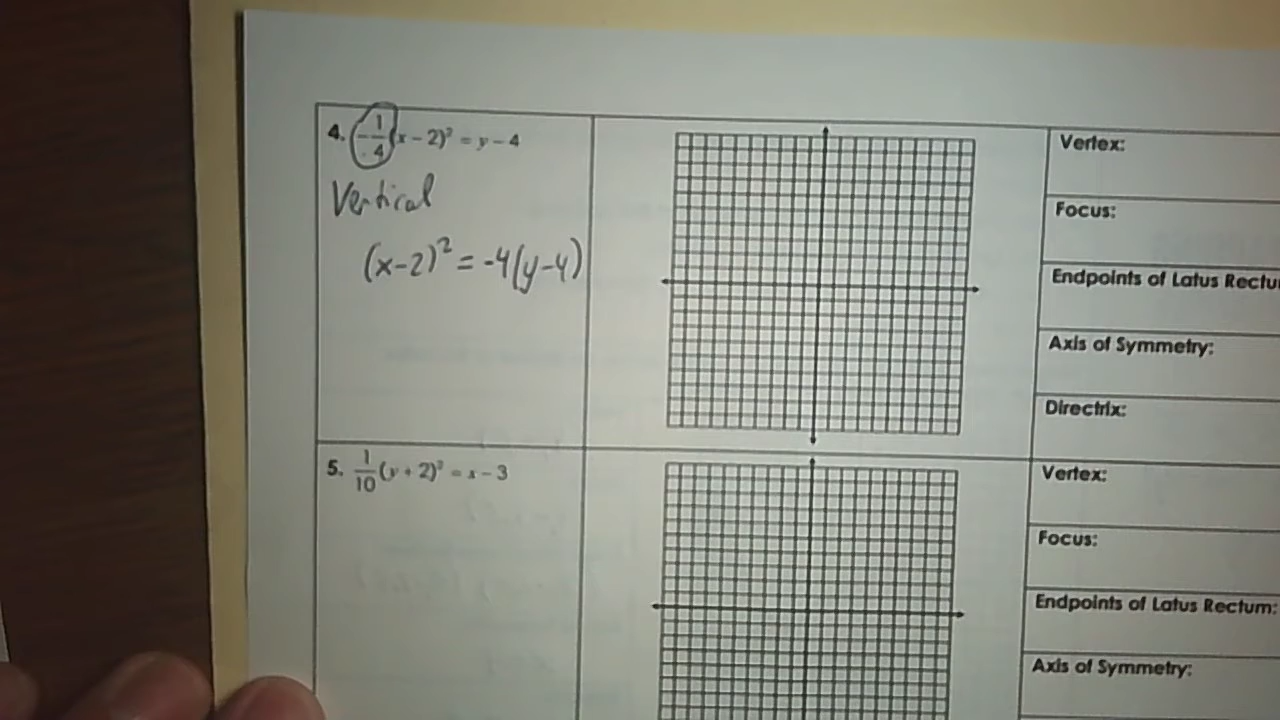 4. (-1/4)(x - 2)² = y - 4
Vertical
(x-2)² = -4(y-4)
Vertex:
Focus:
Endpoints of Latus Rectu
Axis of Symmetry:
Directrix:
5. 1/10(y + 2)² = x - 3
Vertex:
Focus:
Endpoints of Latus Rectum:
Axis of Symmetry: